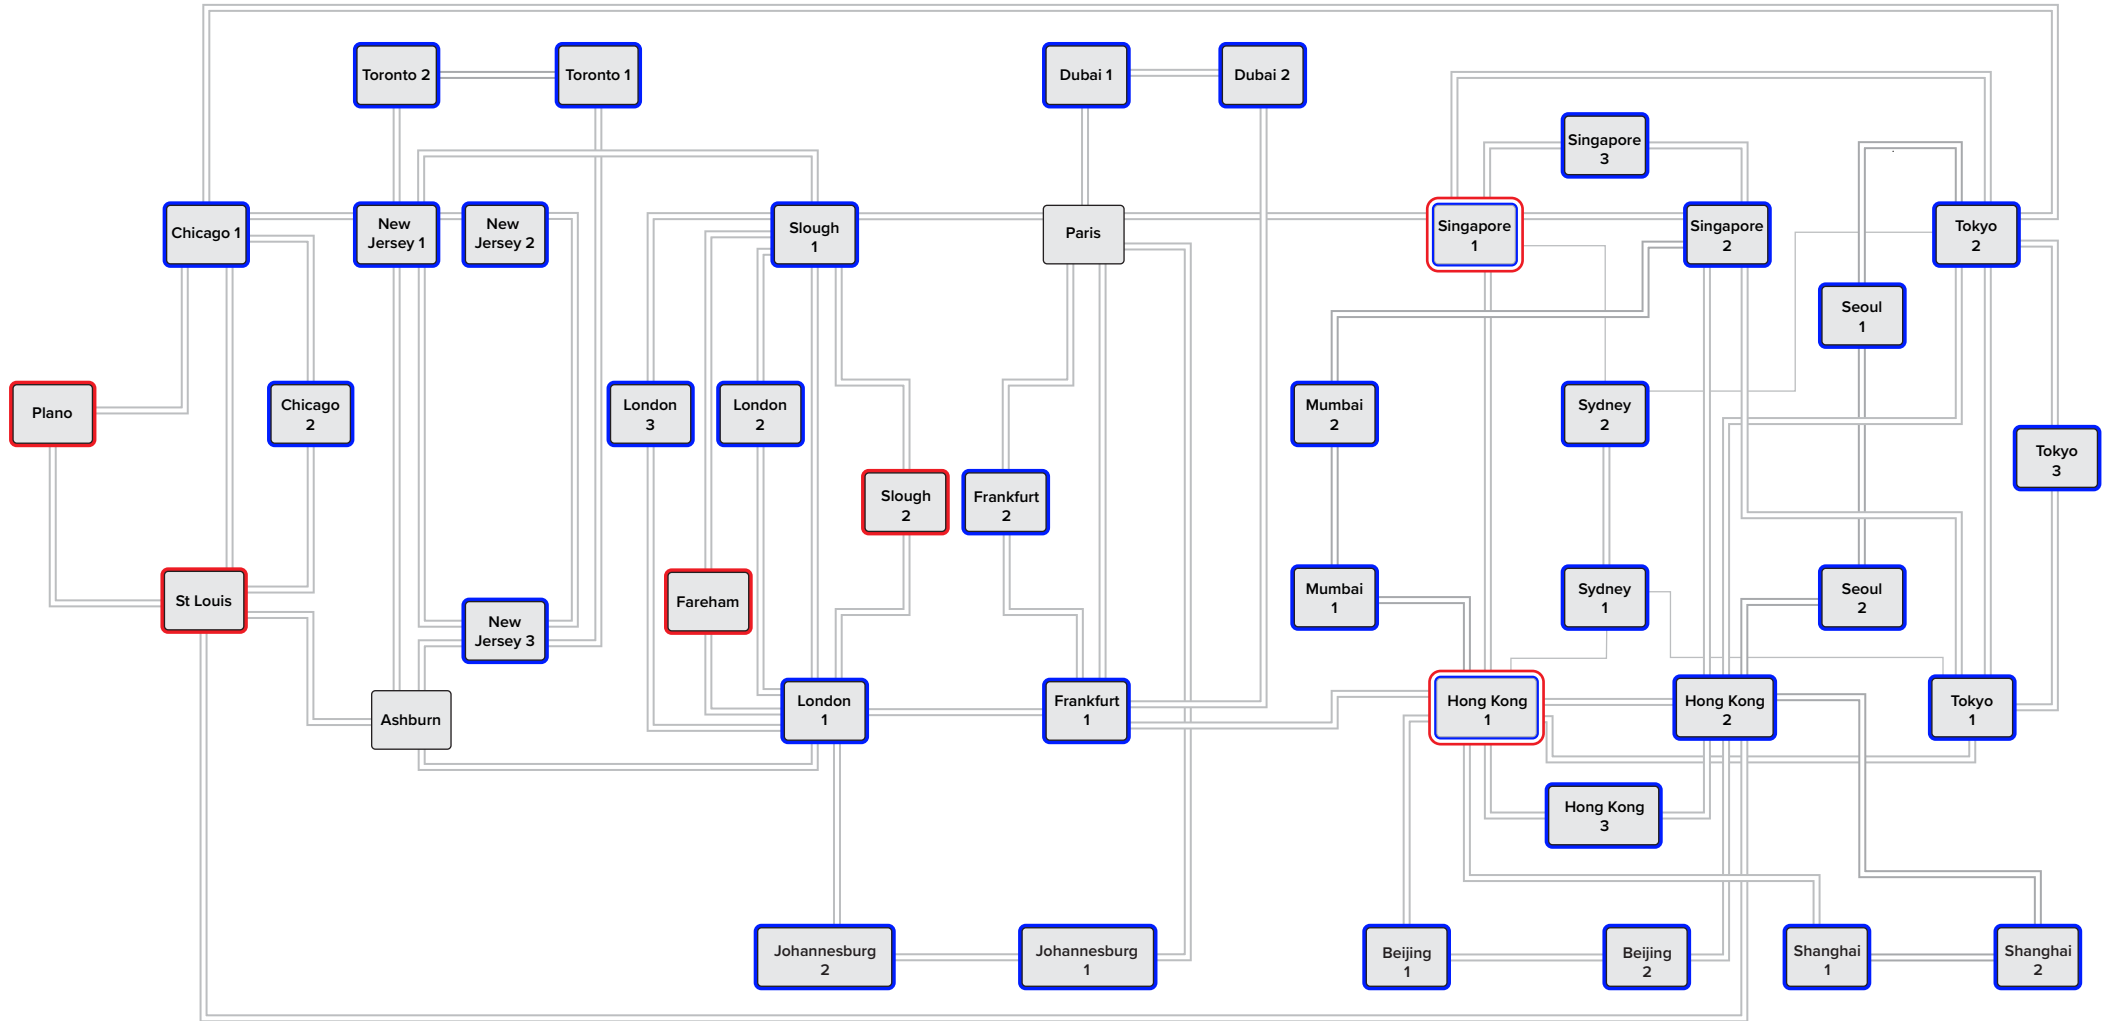 Toronto 2
Toronto 1
Dubai 1
Dubai 2
Singapore
3
Chicago 1
New
Jersey 1
New
Jersey 2
Slough
1
Paris
Singapore
1
Singapore
2
Tokyo
2
Seoul
1
Plano
Chicago
2
London
3
London
2
Mumbai
2
Sydney
2
Tokyo
3
Slough
2
Frankfurt
2
St Louis
Fareham
Mumbai
1
Sydney
1
Seoul
2
New
Jersey 3
Ashburn
London
1
Frankfurt
1
Hong Kong
1
Hong Kong
2
Tokyo
1
Hong Kong
3
Johannesburg
2
Johannesburg
1
Beijing
1
Beijing
2
Shanghai
1
Shanghai
2